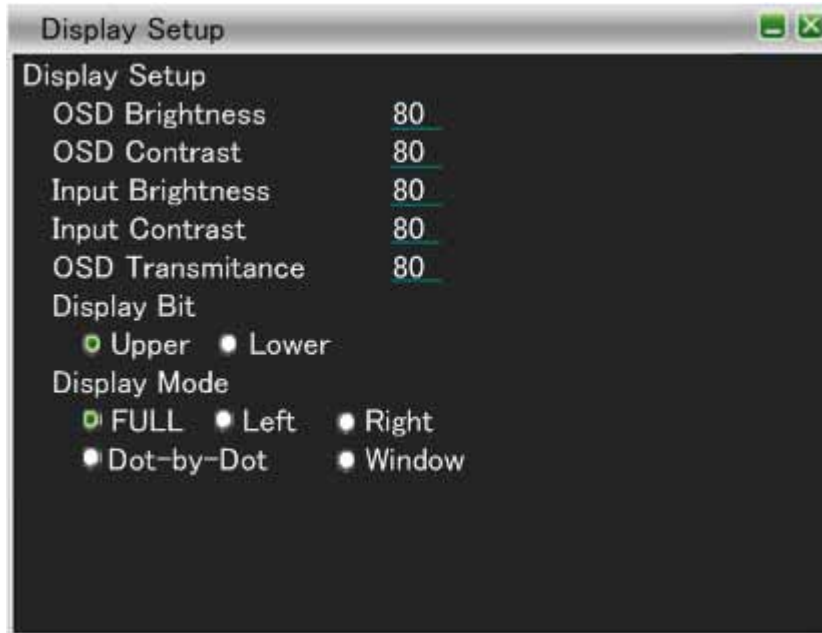 Display Setup
Display Setup
OSD Brightness 80
OSD Contrast 80
Input Brightness 80
Input Contrast 80
OSD Transmitance 80
Display Bit
Upper Lower
Display Mode
FULL Left Right
Dot-by-Dot Window